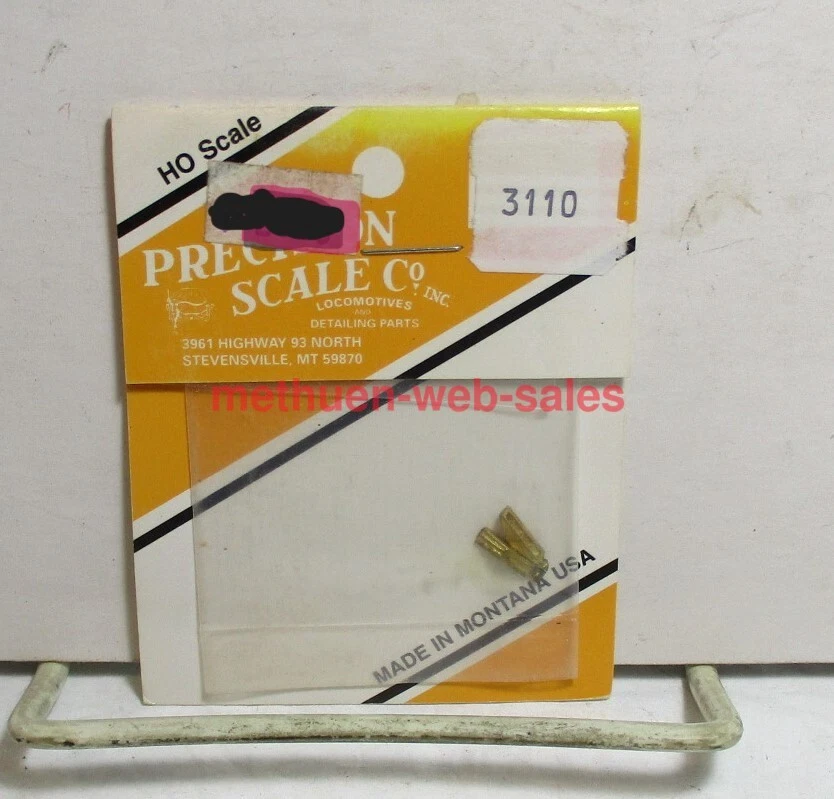 HO Scale
3110
PRECISION
SCALE Co. INC.
LOCOMOTIVES
AND
DETAILING PARTS
3961 HIGHWAY 93 NORTH
STEVENSVILLE, MT 59870
methuen-web-sales
MADE IN MONTANA USA